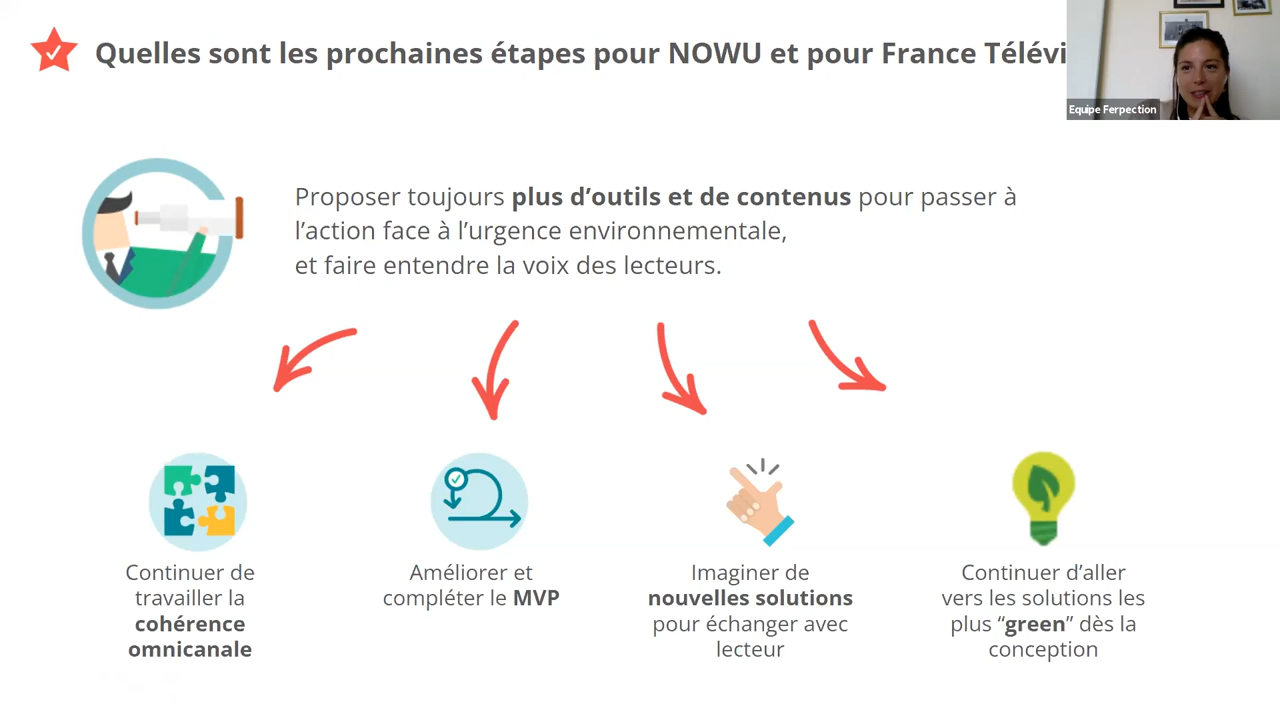 Quelles sont les prochaines étapes pour NOWU et pour France Télévi
Equipe Ferpection
Proposer toujours plus d’outils et de contenus pour passer à
l’action face à l’urgence environnementale,
et faire entendre la voix des lecteurs.
Continuer de
travailler la
cohérence
omnicanale
Améliorer et
compléter le MVP
Imaginer de
nouvelles solutions
pour échanger avec
lecteur
Continuer d’aller
vers les solutions les
plus “green” dès la
conception